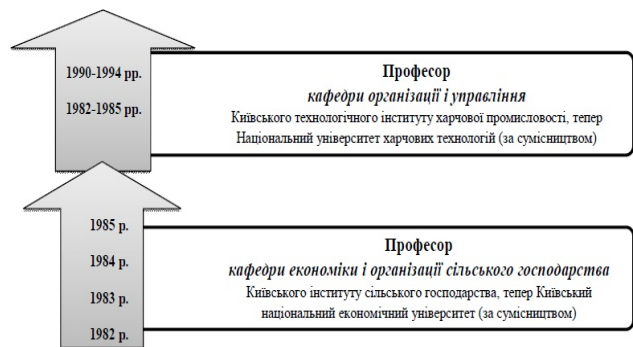 1990-1994 рр.
1982-1985 рр.
Професор
кафедри організації і управління
Київського технологічного інституту харчової промисловості, тепер
Національний університет харчових технологій (за сумісництвом)
1985 р.
1984 р.
1983 р.
1982 р.
Професор
кафедри економіки і організації сільського господарства
Київського інституту сільського господарства, тепер Київський
національний економічний університет (за сумісництвом)